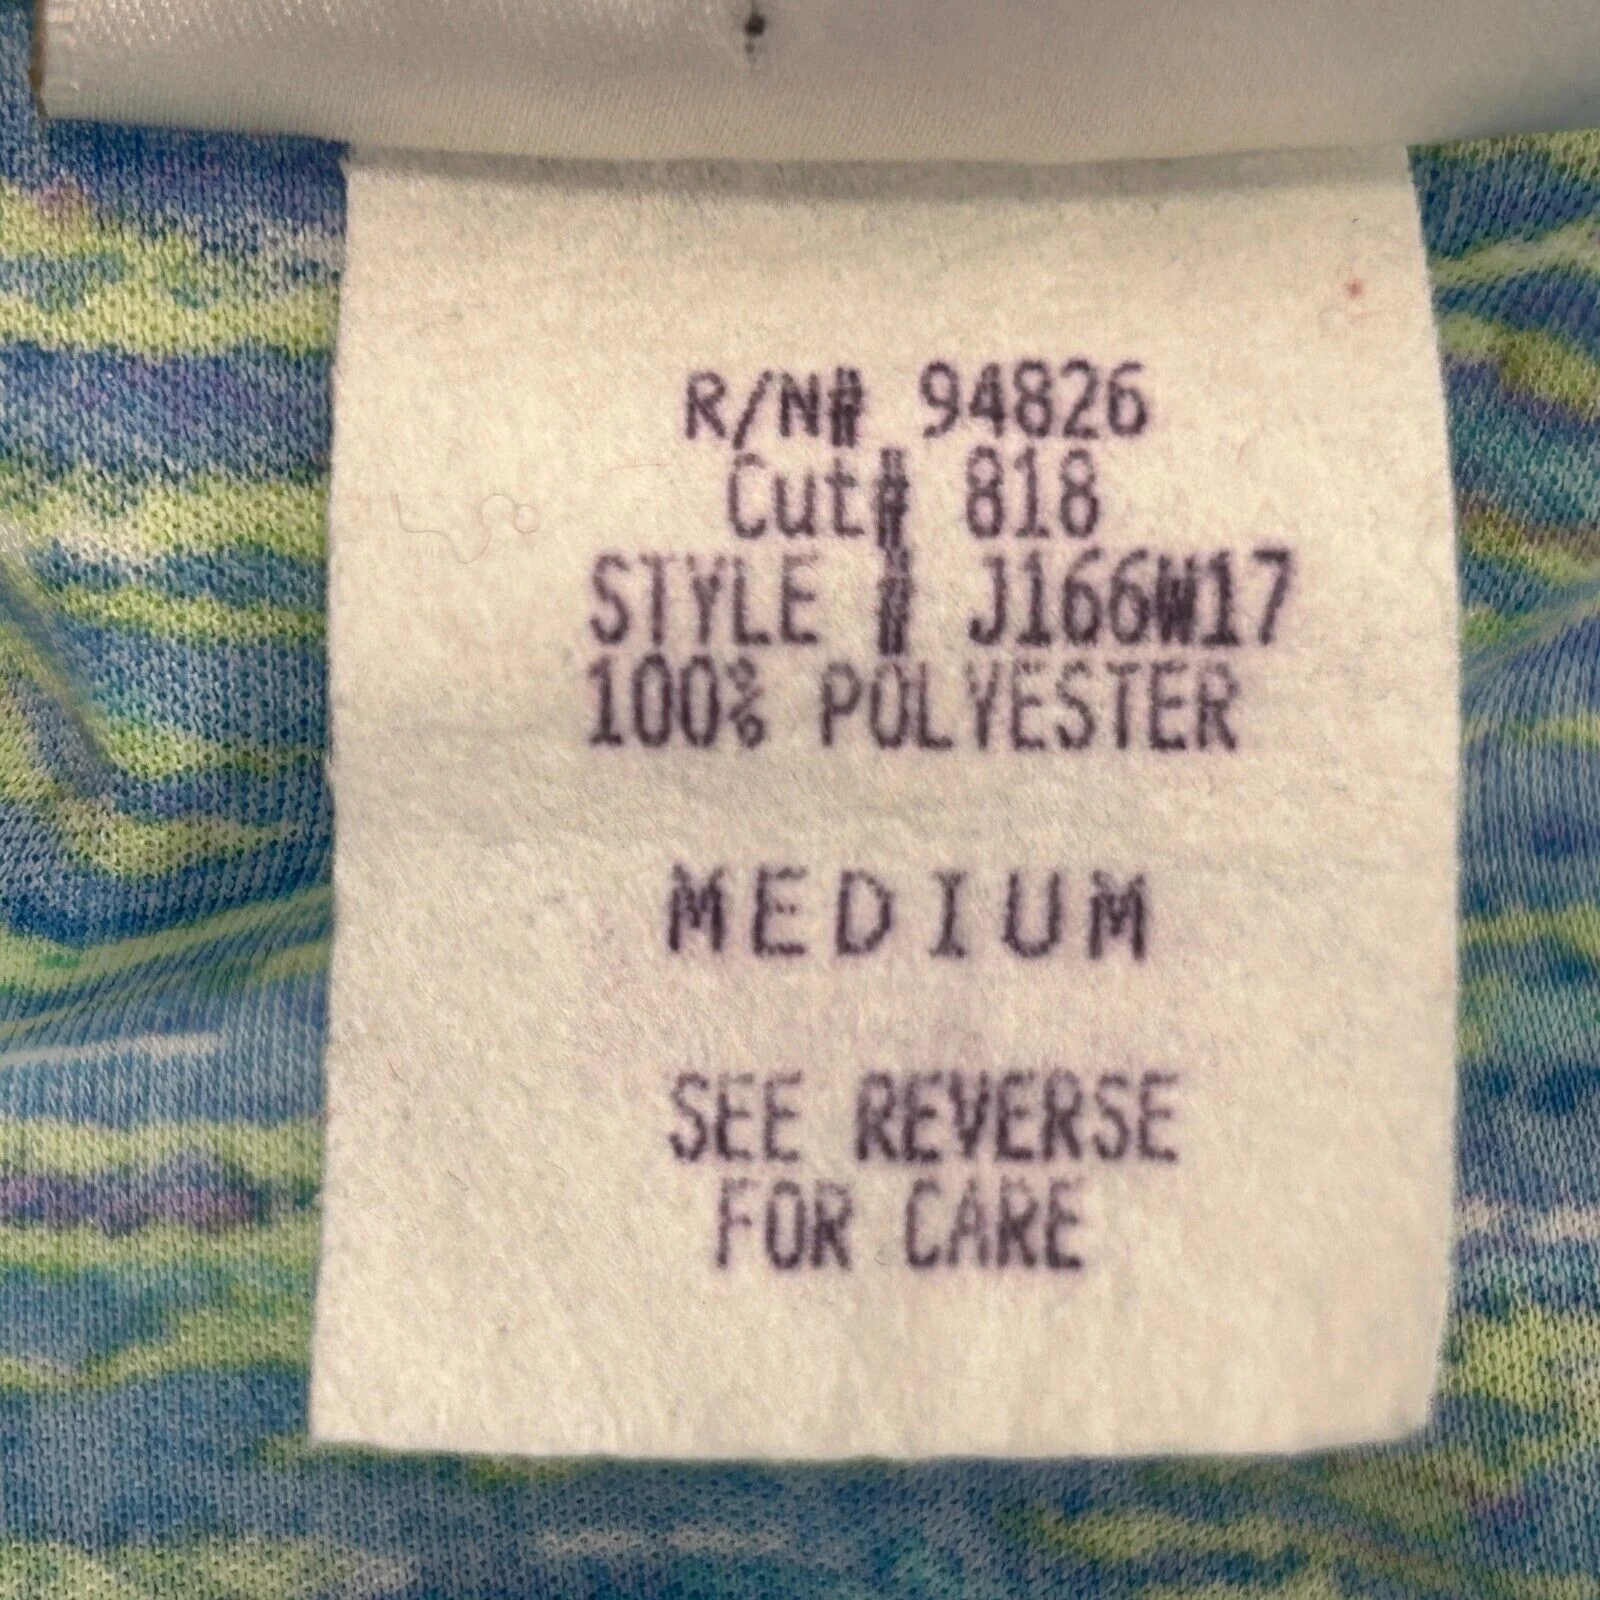 R/N# 94826
Cut# 818
STYLE # J166W17
100% POLYESTER
MEDIUM
SEE REVERSE
FOR CARE